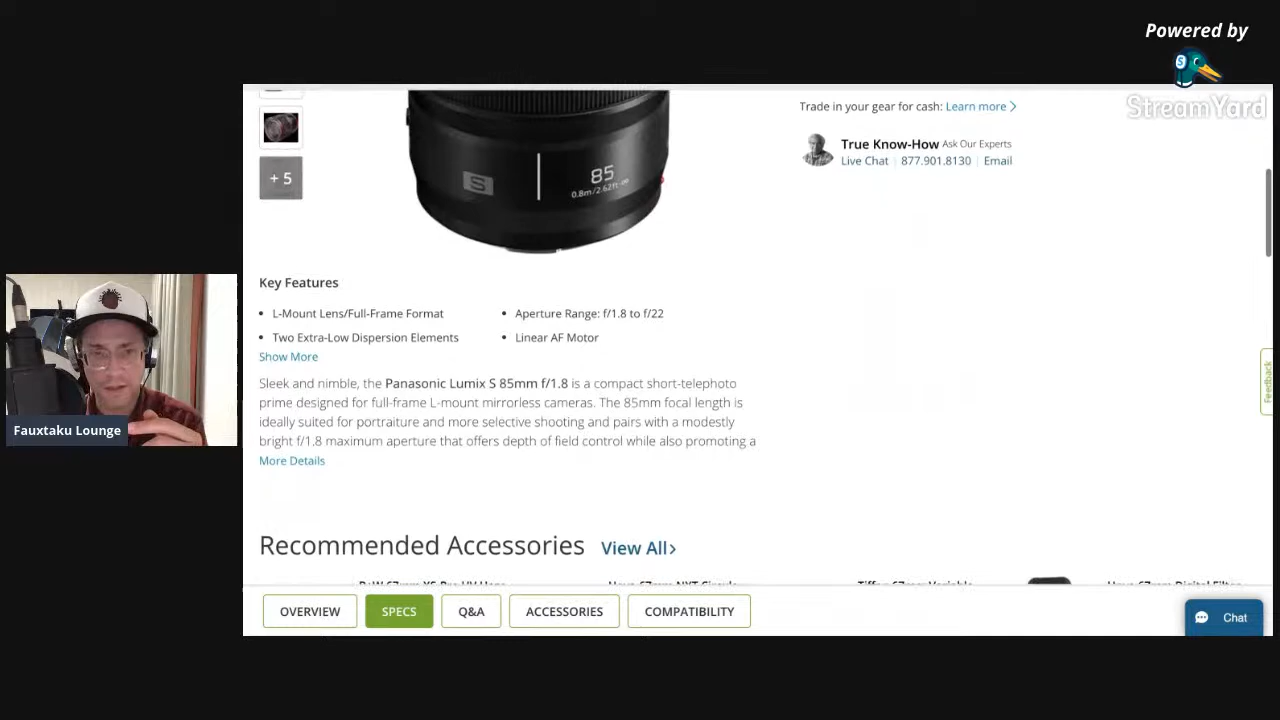 Powered by
StreamYard
Trade in your gear for cash: Learn more >
True Know-How Ask Our Experts
Live Chat | 877.901.8130 | Email
+ 5
S
85
0.8m/2.62ft-∞
Key Features
• L-Mount Lens/Full-Frame Format
• Aperture Range: f/1.8 to f/22
• Two Extra-Low Dispersion Elements
• Linear AF Motor
Show More
Sleek and nimble, the Panasonic Lumix S 85mm f/1.8 is a compact short-telephoto
prime designed for full-frame L-mount mirrorless cameras. The 85mm focal length is
ideally suited for portraiture and more selective shooting and pairs with a modestly
bright f/1.8 maximum aperture that offers depth of field control while also promoting a
More Details
Feedback
Fauxtaku Lounge
Recommended Accessories View All >
OVERVIEW
SPECS
Q&A
ACCESSORIES
COMPATIBILITY
Chat